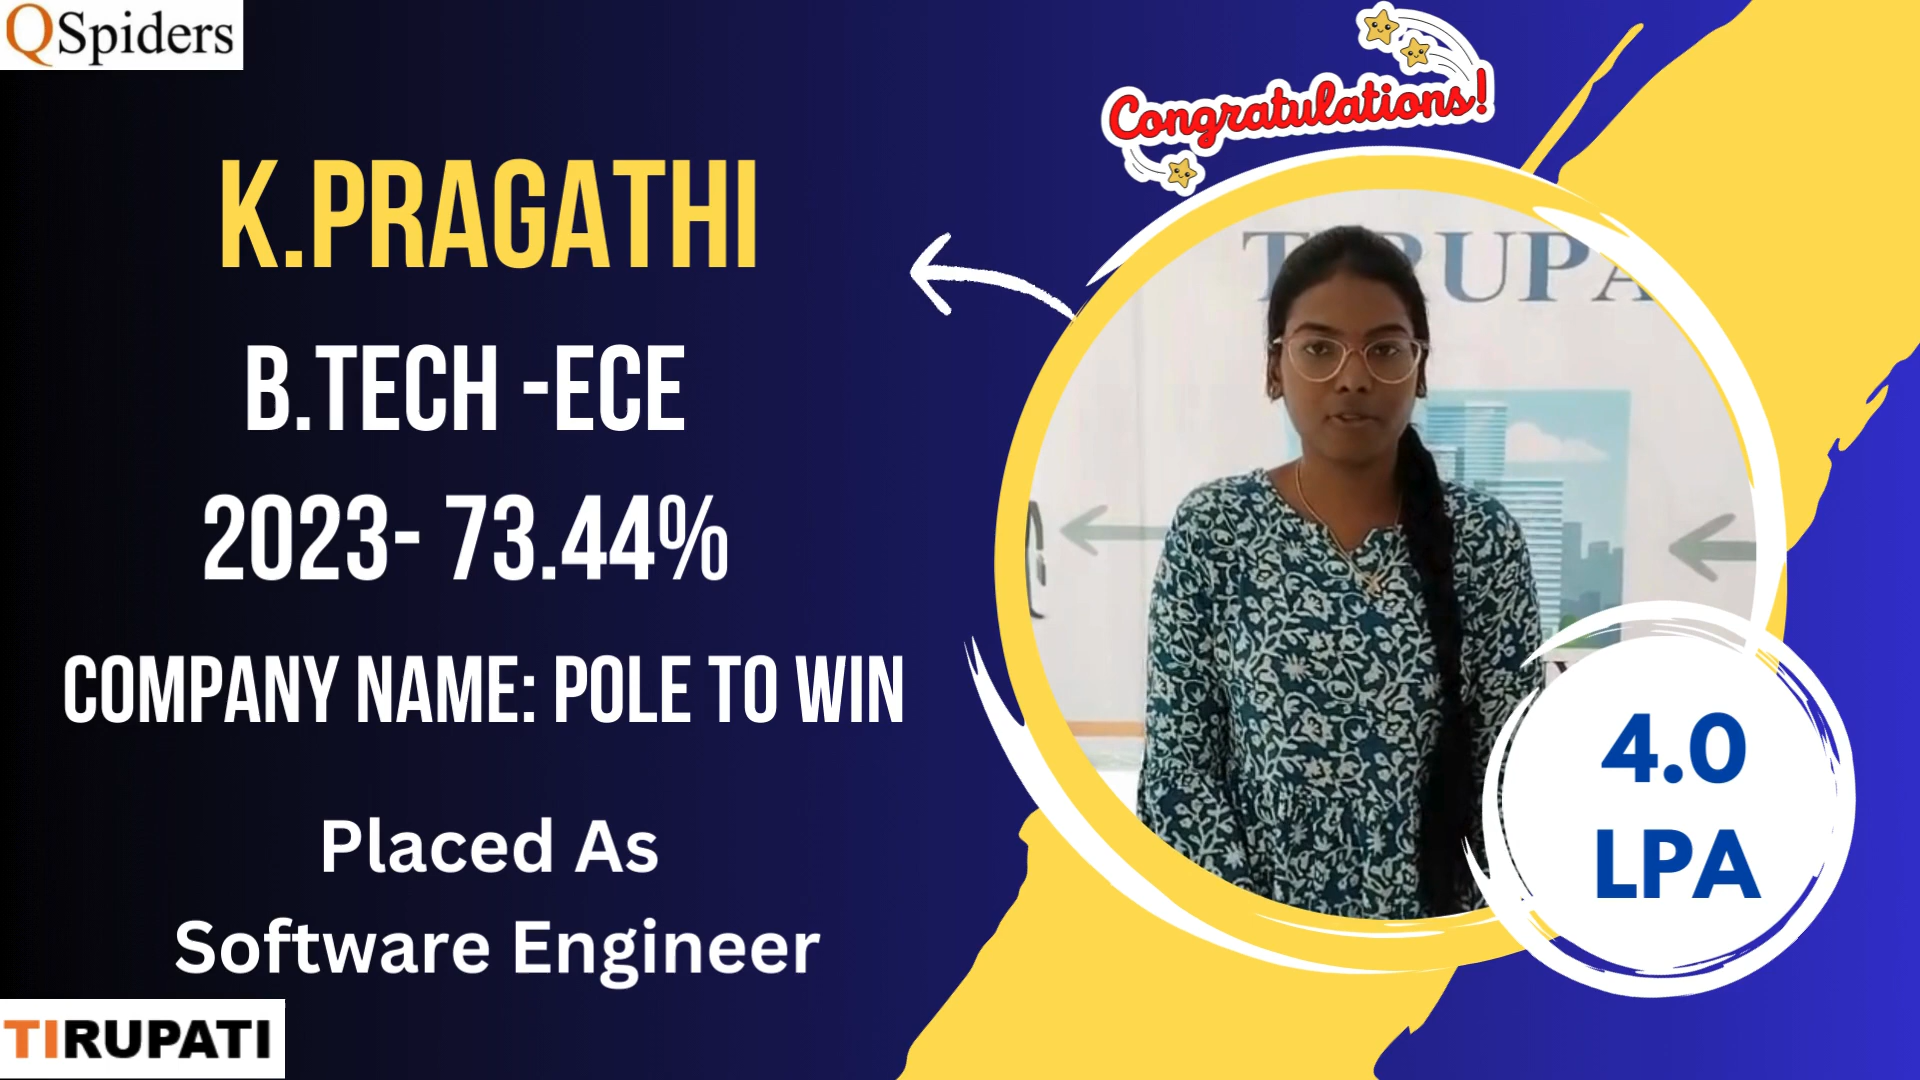 QSpiders
Congratulations!
K.PRAGATHI
B.TECH -ECE
2023- 73.44%
COMPANY NAME: POLE TO WIN
Placed As
Software Engineer
4.0
LPA
TIRUPATI